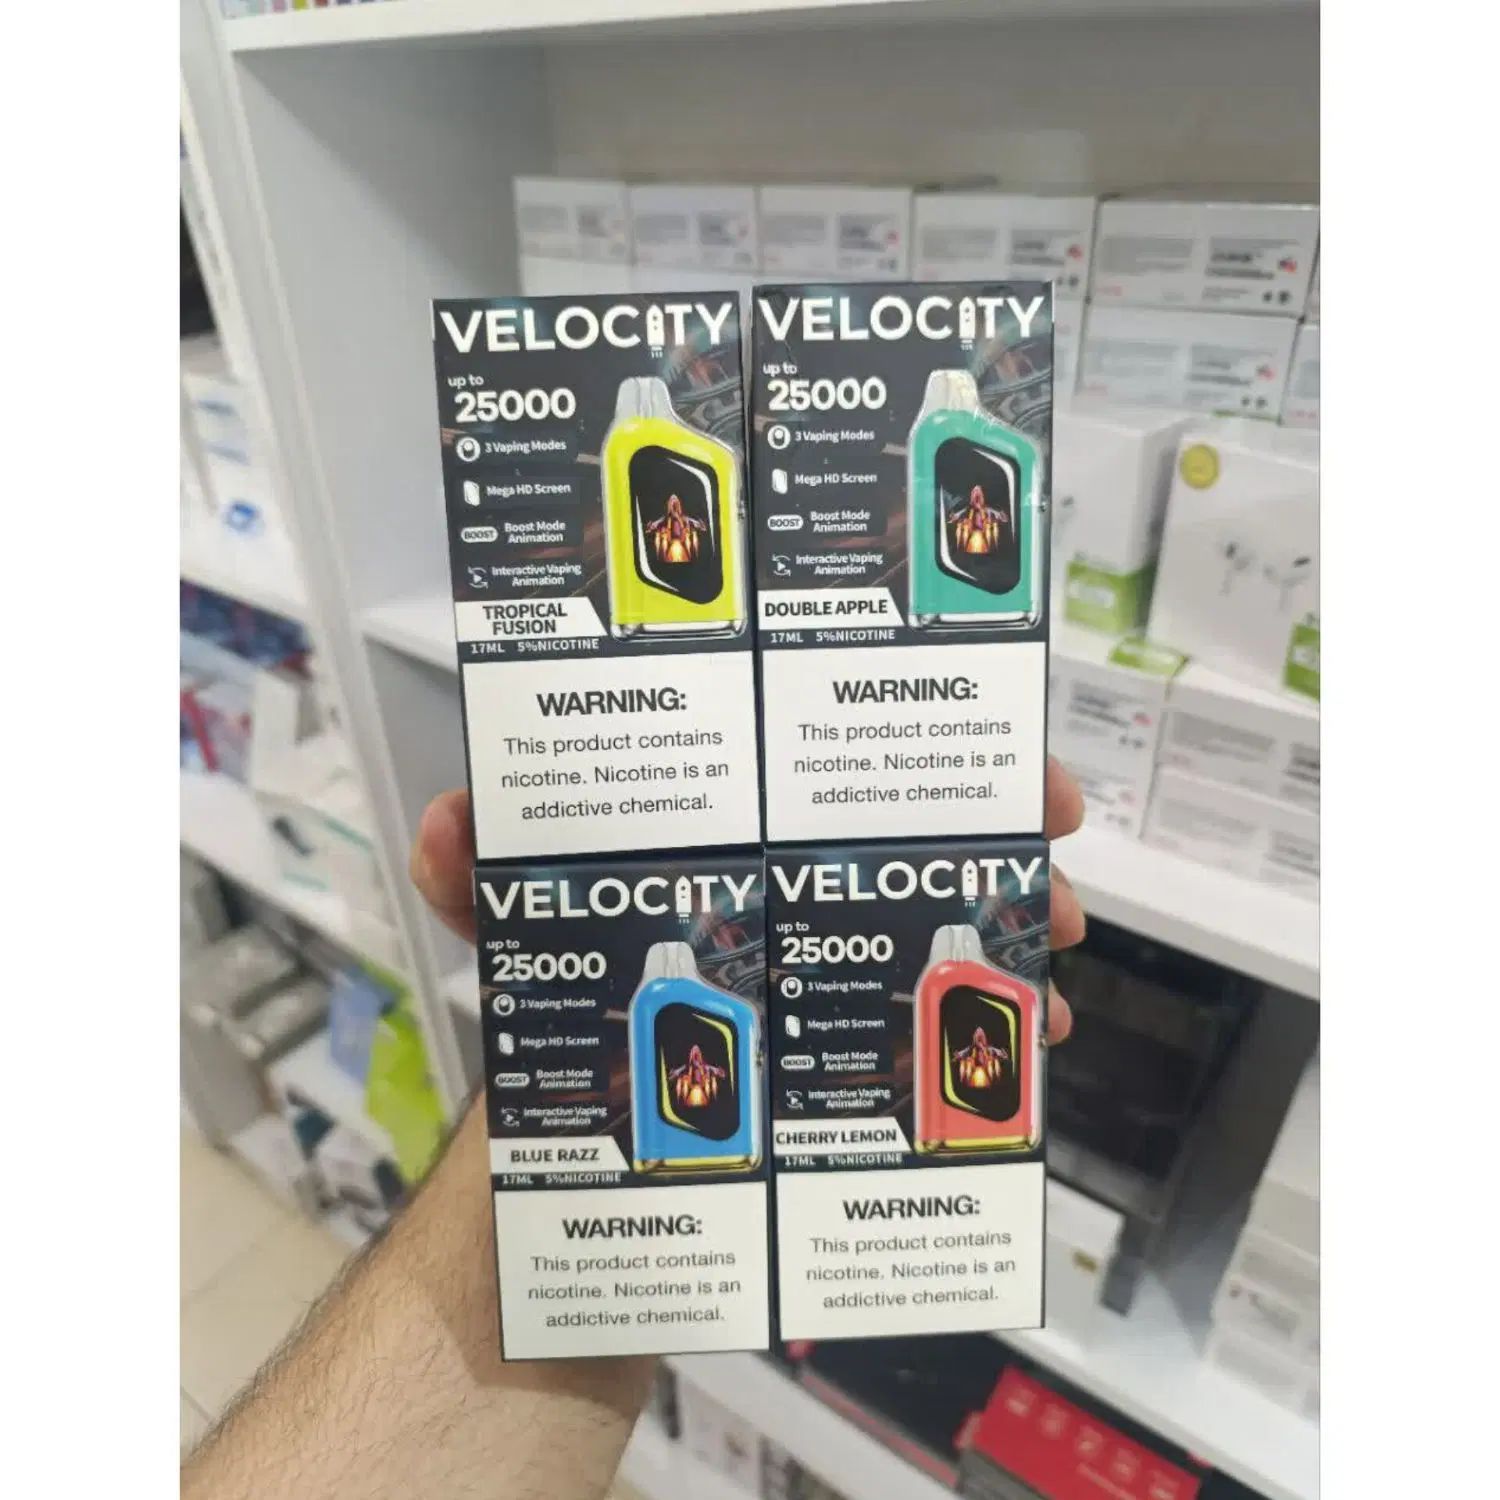 VELOCITY
up to
25000
3 Vaping Modes
Mega HD Screen
BOOST
Boost Mode
Animation
Interactive Vaping
Animation
TROPICAL
FUSION
17ML 5%NICOTINE
WARNING:
This product contains
nicotine. Nicotine is an
addictive chemical.
VELOCITY
up to
25000
3 Vaping Modes
Mega HD Screen
BOOST
Boost Mode
Animation
Interactive Vaping
Animation
DOUBLE APPLE
17ML 5%NICOTINE
WARNING:
This product contains
nicotine. Nicotine is an
addictive chemical.
VELOCITY
up to
25000
3 Vaping Modes
Mega HD Screen
BOOST
Boost Mode
Animation
Interactive Vaping
Animation
BLUE RAZZ
17ML 5%NICOTINE
WARNING:
This product contains
nicotine. Nicotine is an
addictive chemical.
VELOCITY
up to
25000
3 Vaping Modes
Mega HD Screen
BOOST
Boost Mode
Animation
Interactive Vaping
Animation
CHERRY LEMON
17ML 5%NICOTINE
WARNING:
This product contains
nicotine. Nicotine is an
addictive chemical.